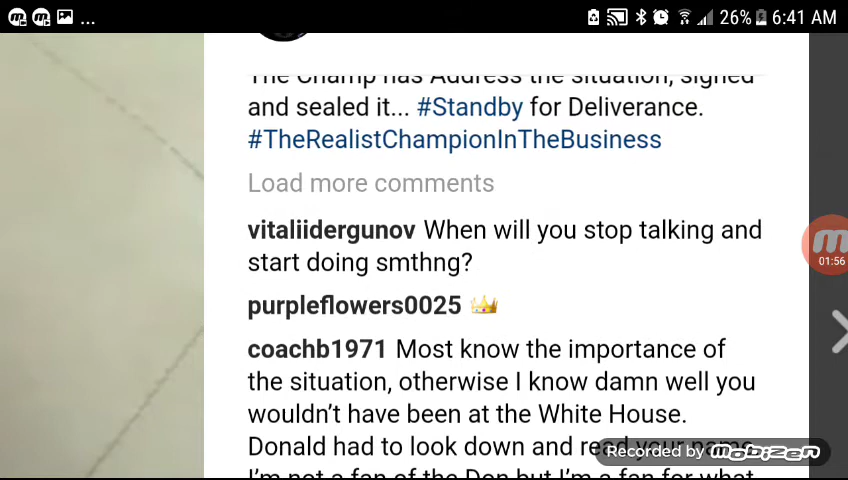 26% 6:41 AM
The Champ has Address the situation, signed
and sealed it... #Standby for Deliverance.
#TheRealistChampionInTheBusiness
Load more comments
vitaliidergunov When will you stop talking and
start doing smthng?
purpleflowers0025
coachb1971 Most know the importance of
the situation, otherwise I know damn well you
wouldn't have been at the White House.
Donald had to look down and read your name.
I'm not a fan of the Don but I'm a fan for what
01:56
Recorded by mobizen